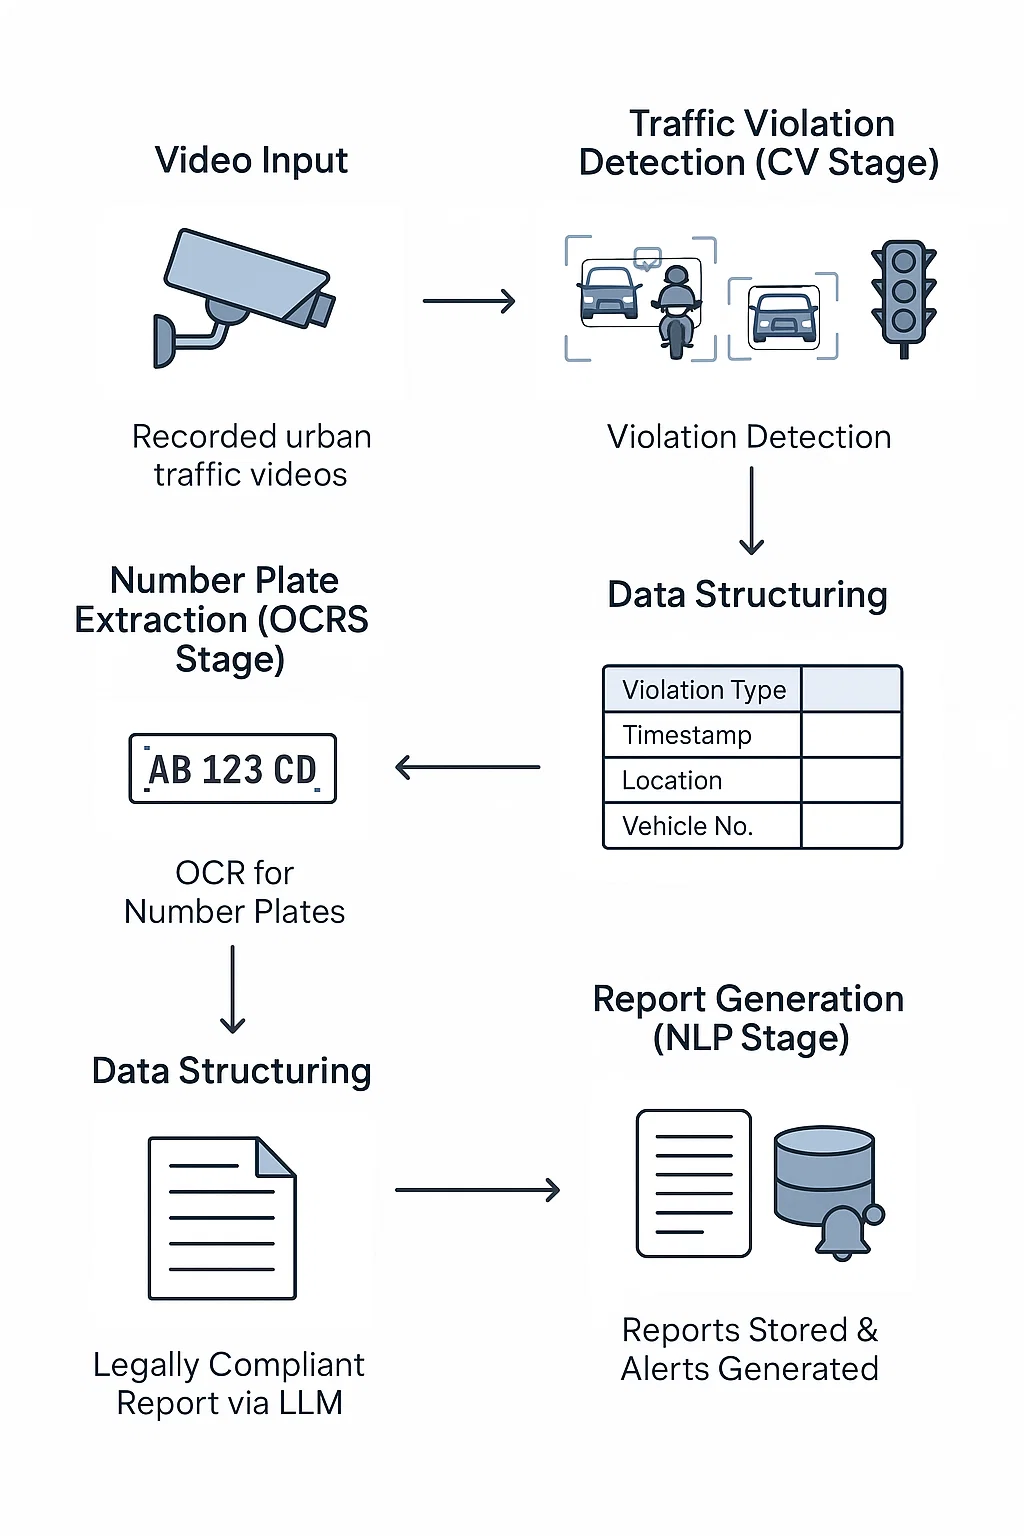 Video Input
Recorded urban
traffic videos
Traffic Violation
Detection (CV Stage)
Violation Detection
Data Structuring
Violation Type
Timestamp
Location
Vehicle No.
Number Plate
Extraction (OCRS
Stage)
AB 123 CD
OCR for
Number Plates
Data Structuring
Legally Compliant
Report via LLM
Report Generation
(NLP Stage)
Reports Stored &
Alerts Generated